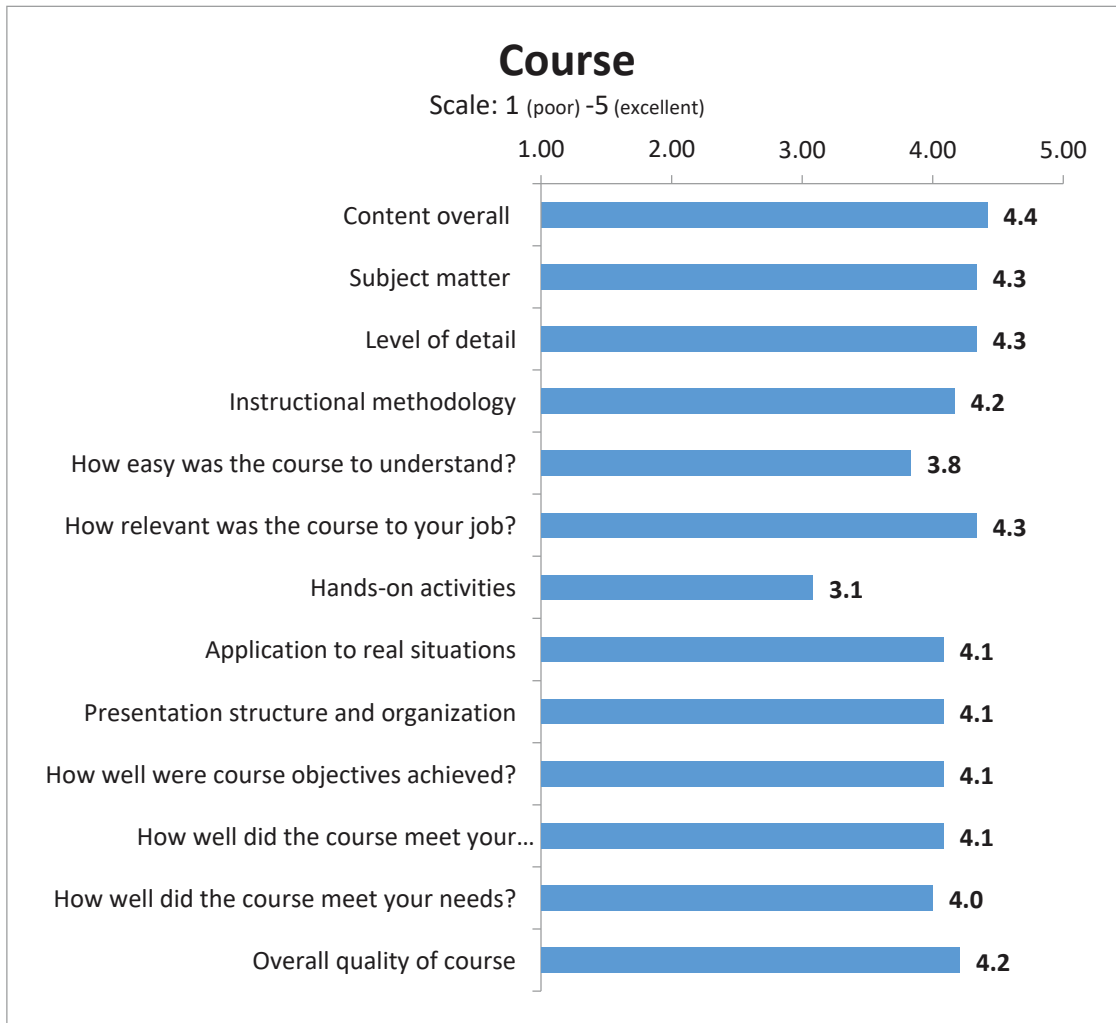 Course
Scale: 1 (poor) -5 (excellent)
1.00 2.00 3.00 4.00 5.00
Content overall 4.4
Subject matter 4.3
Level of detail 4.3
Instructional methodology 4.2
How easy was the course to understand? 3.8
How relevant was the course to your job? 4.3
Hands-on activities 3.1
Application to real situations 4.1
Presentation structure and organization 4.1
How well were course objectives achieved? 4.1
How well did the course meet your... 4.1
How well did the course meet your needs? 4.0
Overall quality of course 4.2